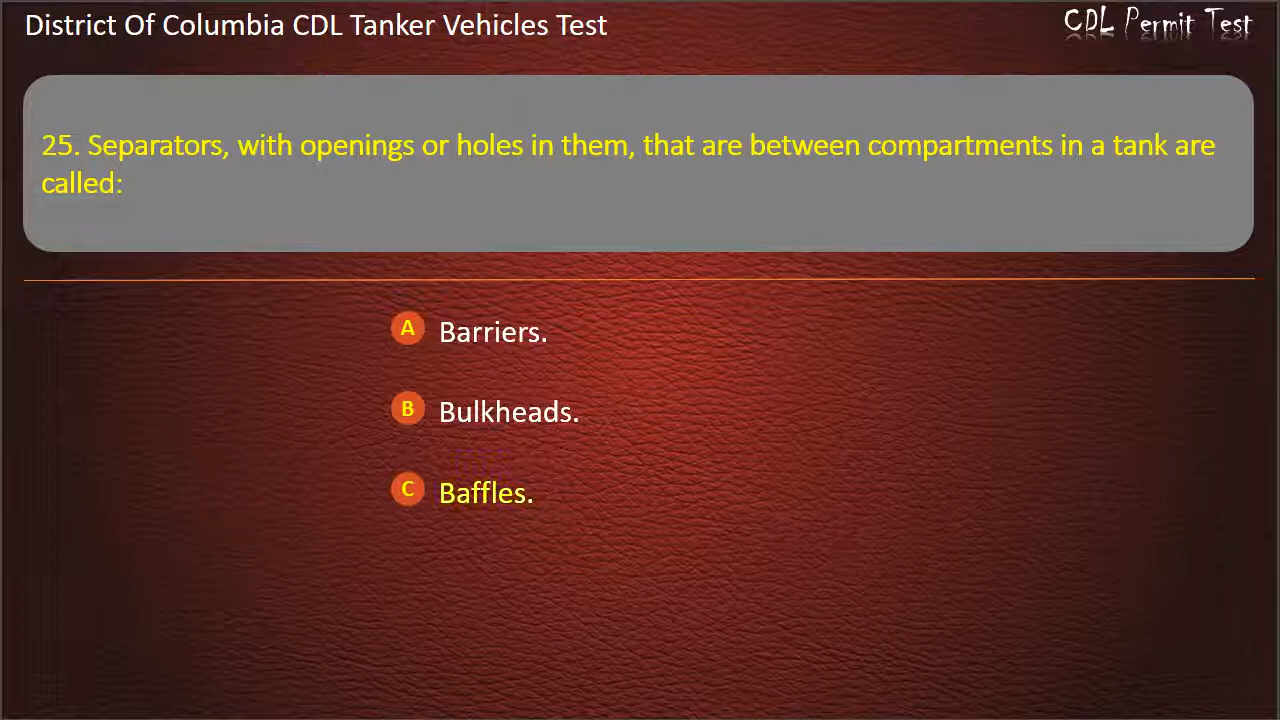 District Of Columbia CDL Tanker Vehicles Test
CDL Permit Test
25. Separators, with openings or holes in them, that are between compartments in a tank are
called:
A Barriers.
B Bulkheads.
C Baffles.